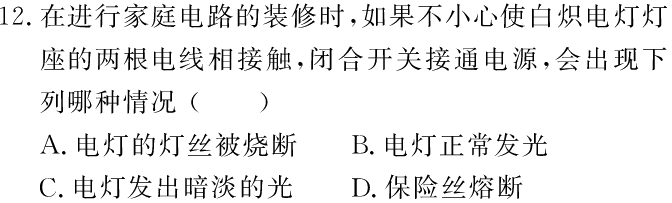 12. 在进行家庭电路的装修时,如果不小心使白炽电灯灯
座的两根电线相接触,闭合开关接通电源,会出现下
列哪种情况（　　）
A. 电灯的灯丝被烧断　　B. 电灯正常发光
C. 电灯发出暗淡的光　　D. 保险丝熔断